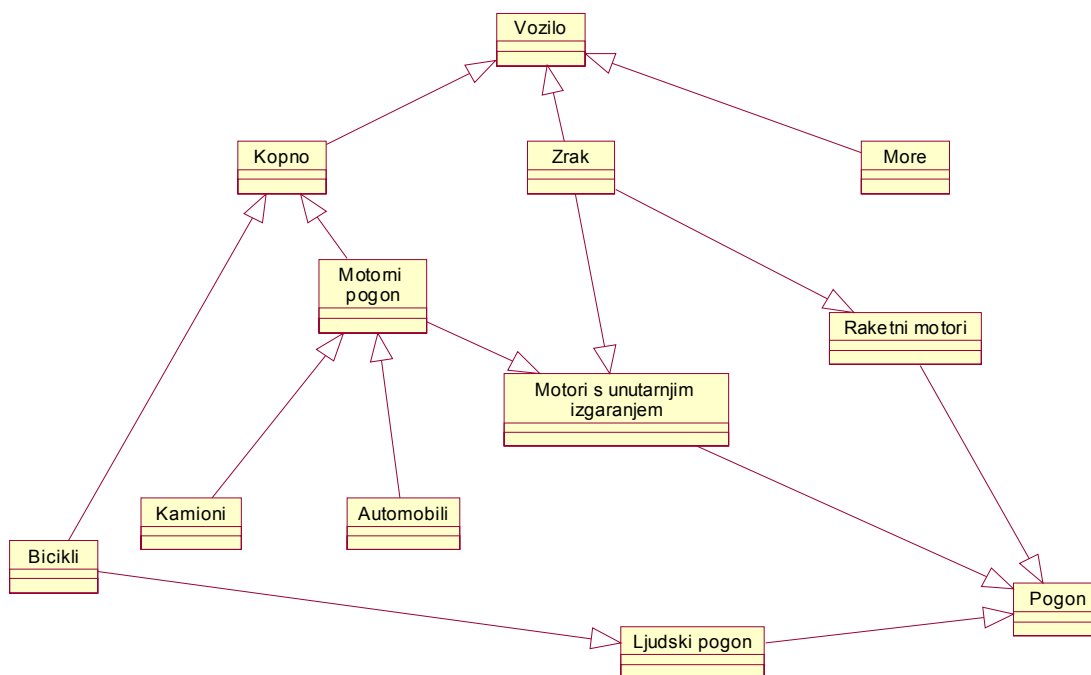 Vozilo
Kopno
Zrak
More
Motorni
pogon
Raketni motori
Motori s unutarnjim
izgaranjem
Kamioni
Automobili
Bicikli
Pogon
Ljudski pogon